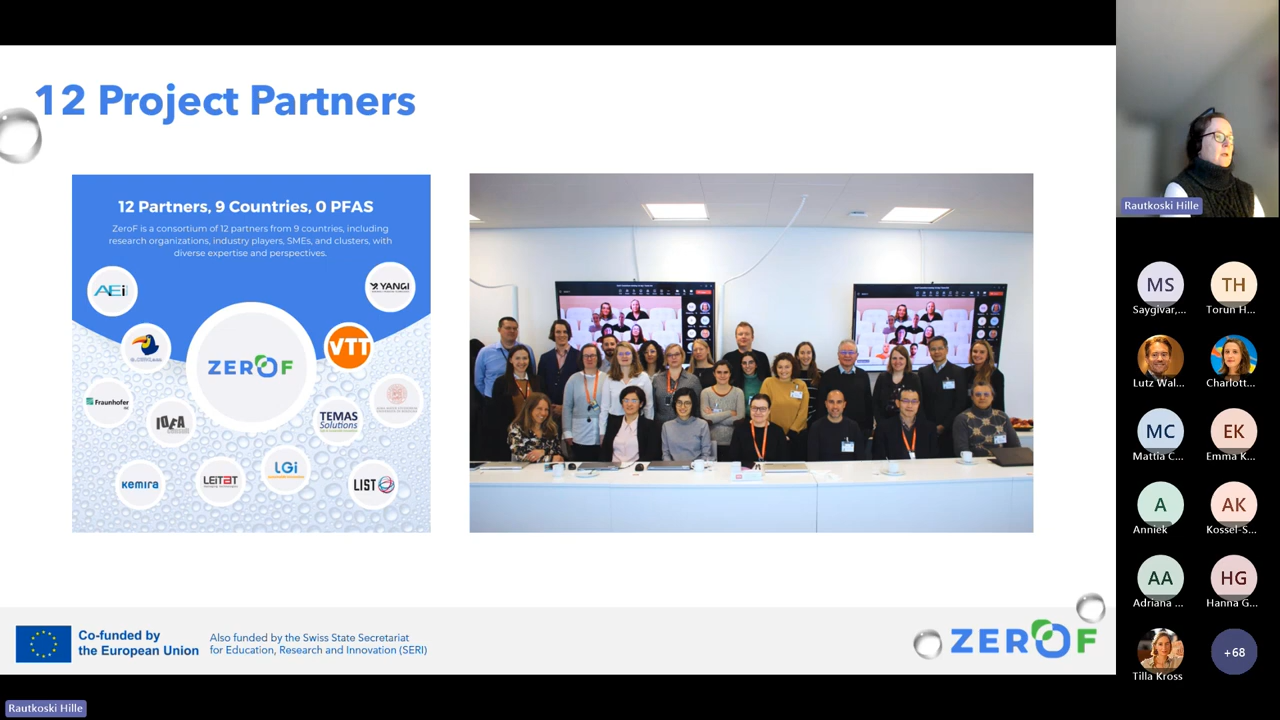 12 Project Partners
12 Partners, 9 Countries, 0 PFAS
ZeroF is a consortium of 12 partners from 9 countries, including
research organizations, industry players, SMEs, and clusters, with
diverse expertise and perspectives.
AEi
YANGI
VTT
ZEROF
Fraunhofer
IDEA
TEMAS
Solutions
Kemira
LEITAT
LGi
LIST
Co-funded by
the European Union
Also funded by the Swiss State Secretariat
for Education, Research and Innovation (SERI)
ZEROF
Rautkoski Hille
MS
Saygivar,...
TH
Torun H...
Lutz Wal...
Charlott...
MC
Mattia C...
EK
Emma K...
A
Anniek
AK
Kossel-S...
AA
Adriana ...
HG
Hanna G...
Tilla Kross
+68
Rautkoski Hille